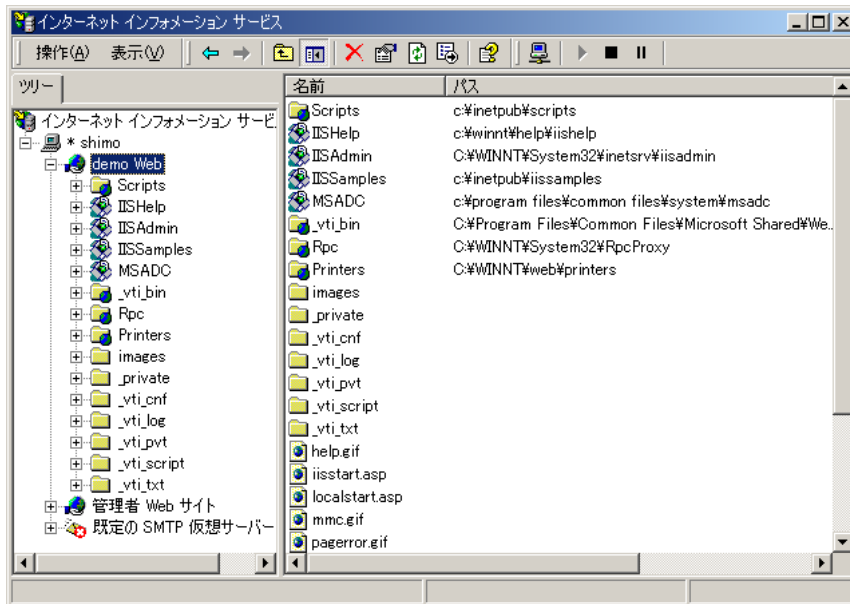 インターネット インフォメーション サービス
操作(A) 表示(V)
ツリー
インターネット インフォメーション サービ
* shimo
demo Web
Scripts
IISHelp
IISAdmin
IISSamples
MSADC
_vti_bin
Rpc
Printers
images
_private
_vti_cnf
_vti_log
_vti_pvt
_vti_script
_vti_txt
管理者 Web サイト
既定の SMTP 仮想サーバー
名前 パス
Scripts c:¥inetpub¥scripts
IISHelp c:¥winnt¥help¥iishelp
IISAdmin C:¥WINNT¥System32¥inetsrv¥iisadmin
IISSamples c:¥inetpub¥iissamples
MSADC c:¥program files¥common files¥system¥msadc
_vti_bin C:¥Program Files¥Common Files¥Microsoft Shared¥We...
Rpc C:¥WINNT¥System32¥RpcProxy
Printers C:¥WINNT¥web¥printers
images
_private
_vti_cnf
_vti_log
_vti_pvt
_vti_script
_vti_txt
help.gif
iisstart.asp
localstart.asp
mmc.gif
pagerror.gif